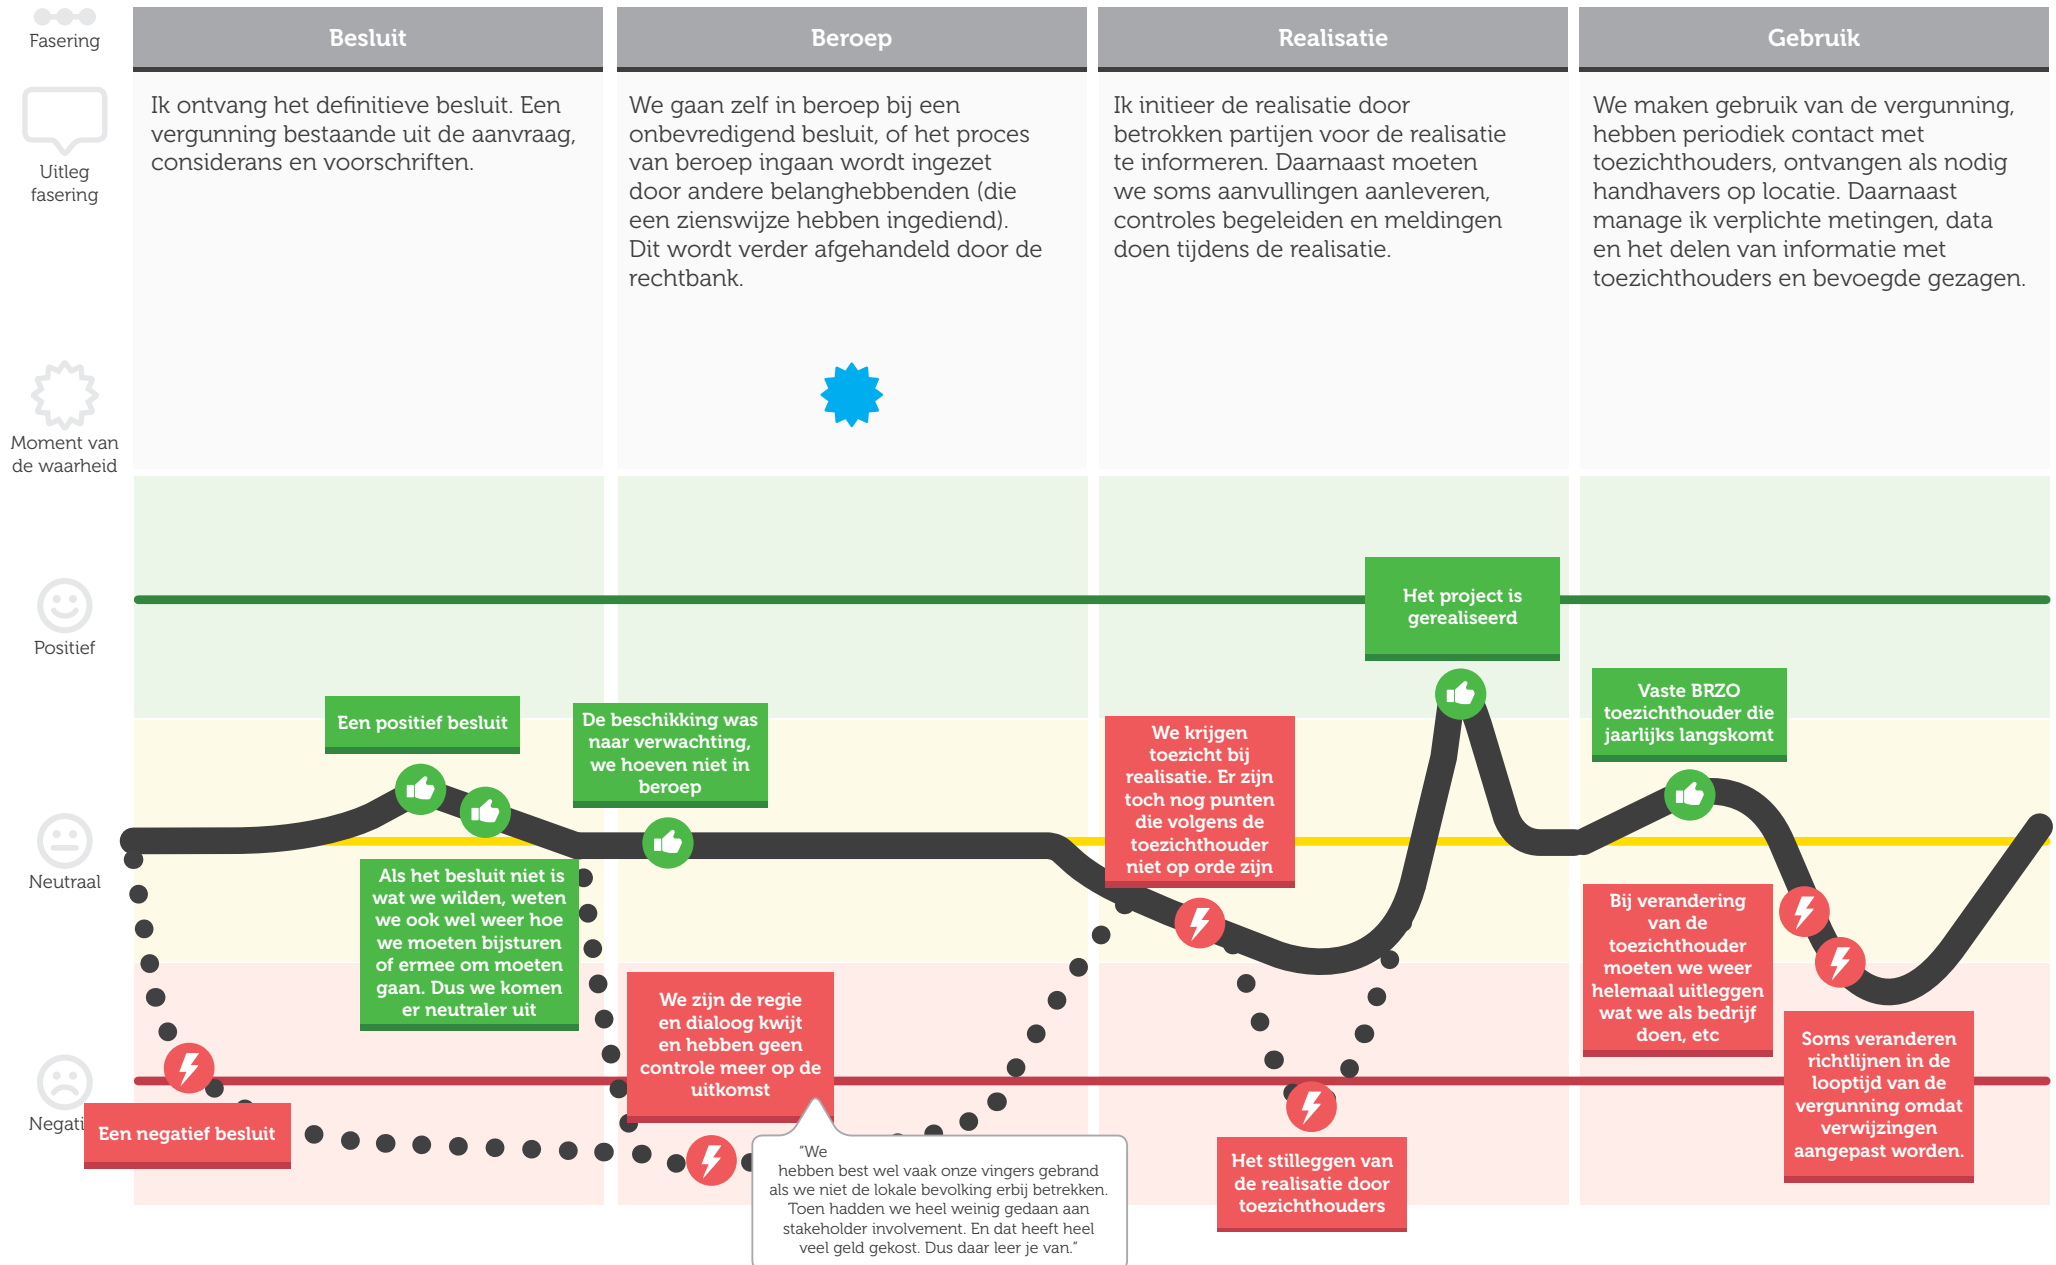 Fasering
Besluit
Beroep
Realisatie
Gebruik
Uitleg
fasering
Ik ontvang het definitieve besluit. Een
vergunning bestaande uit de aanvraag,
considerans en voorschriften.
We gaan zelf in beroep bij een
onbevredigend besluit, of het proces
van beroep ingaan wordt ingezet
door andere belanghebbenden (die
een zienswijze hebben ingediend).
Dit wordt verder afgehandeld door de
rechtbank.
Ik initieer de realisatie door
betrokken partijen voor de realisatie
te informeren. Daarnaast moeten
we soms aanvullingen aanleveren,
controles begeleiden en meldingen
doen tijdens de realisatie.
We maken gebruik van de vergunning,
hebben periodiek contact met
toezichthouders, ontvangen als nodig
handhavers op locatie. Daarnaast
manage ik verplichte metingen, data
en het delen van informatie met
toezichthouders en bevoegde gezagen.
Moment van
de waarheid
Positief
Neutraal
Negati
Een positief besluit
Als het besluit niet is
wat we wilden, weten
we ook wel weer hoe
we moeten bijsturen
of ermee om moeten
gaan. Dus we komen
er neutraler uit
Een negatief besluit
De beschikking was
naar verwachting,
we hoeven niet in
beroep
We zijn de regie
en dialoog kwijt
en hebben geen
controle meer op de
uitkomst
“We
hebben best wel vaak onze vingers gebrand
als we niet de lokale bevolking erbij betrekken.
Toen hadden we heel weinig gedaan aan
stakeholder involvement. En dat heeft heel
veel geld gekost. Dus daar leer je van.”
We krijgen
toezicht bij
realisatie. Er zijn
toch nog punten
die volgens de
toezichthouder
niet op orde zijn
Het project is
gerealiseerd
Het stilleggen van
de realisatie door
toezichthouders
Vaste BRZO
toezichthouder die
jaarlijks langskomt
Bij verandering
van de
toezichthouder
moeten we weer
helemaal uitleggen
wat we als bedrijf
doen, etc
Soms veranderen
richtlijnen in de
looptijd van de
vergunning omdat
verwijzingen
aangepast worden.